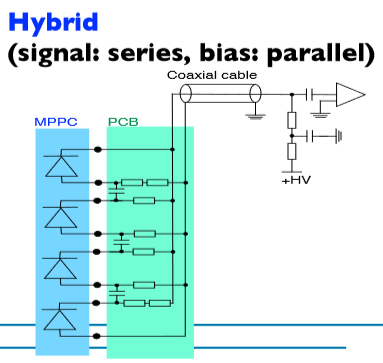 Hybrid
(signal: series, bias: parallel)
Coaxial cable
MPPC
PCB
+HV